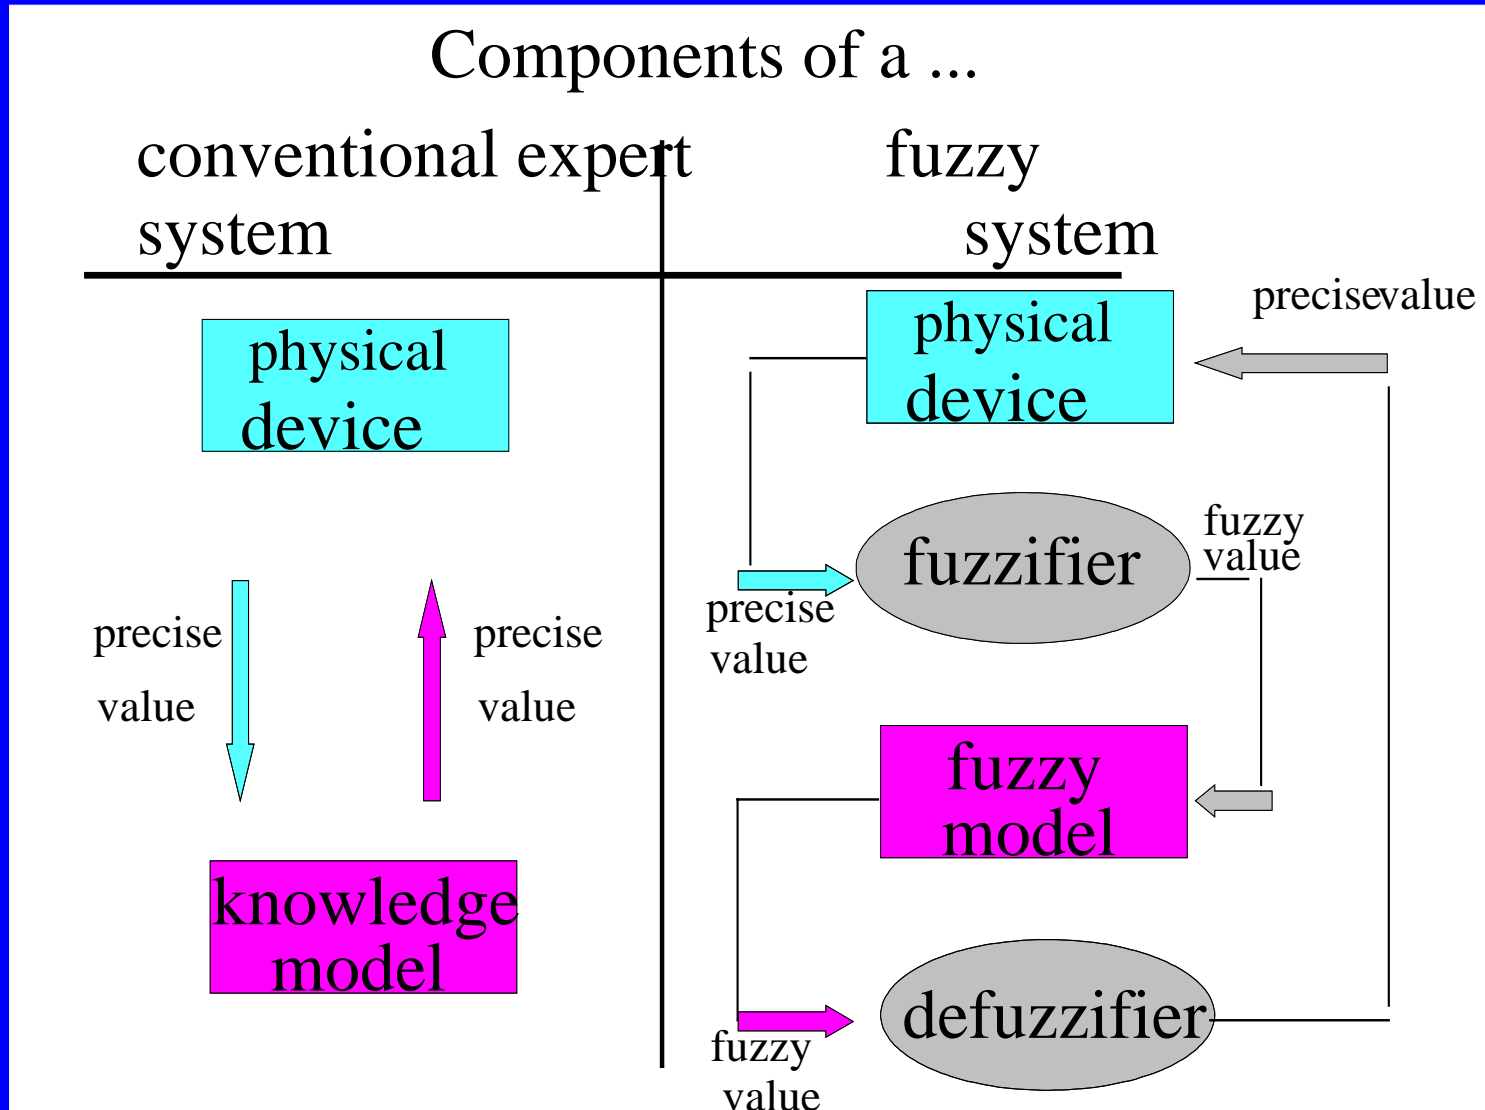 Components of a ...
conventional expert
system
fuzzy
system
physical
device
precise
value
precise
value
knowledge
model
physical
device
precisevalue
fuzzifier
precise
value
fuzzy
value
fuzzy
model
fuzzy
value
defuzzifier